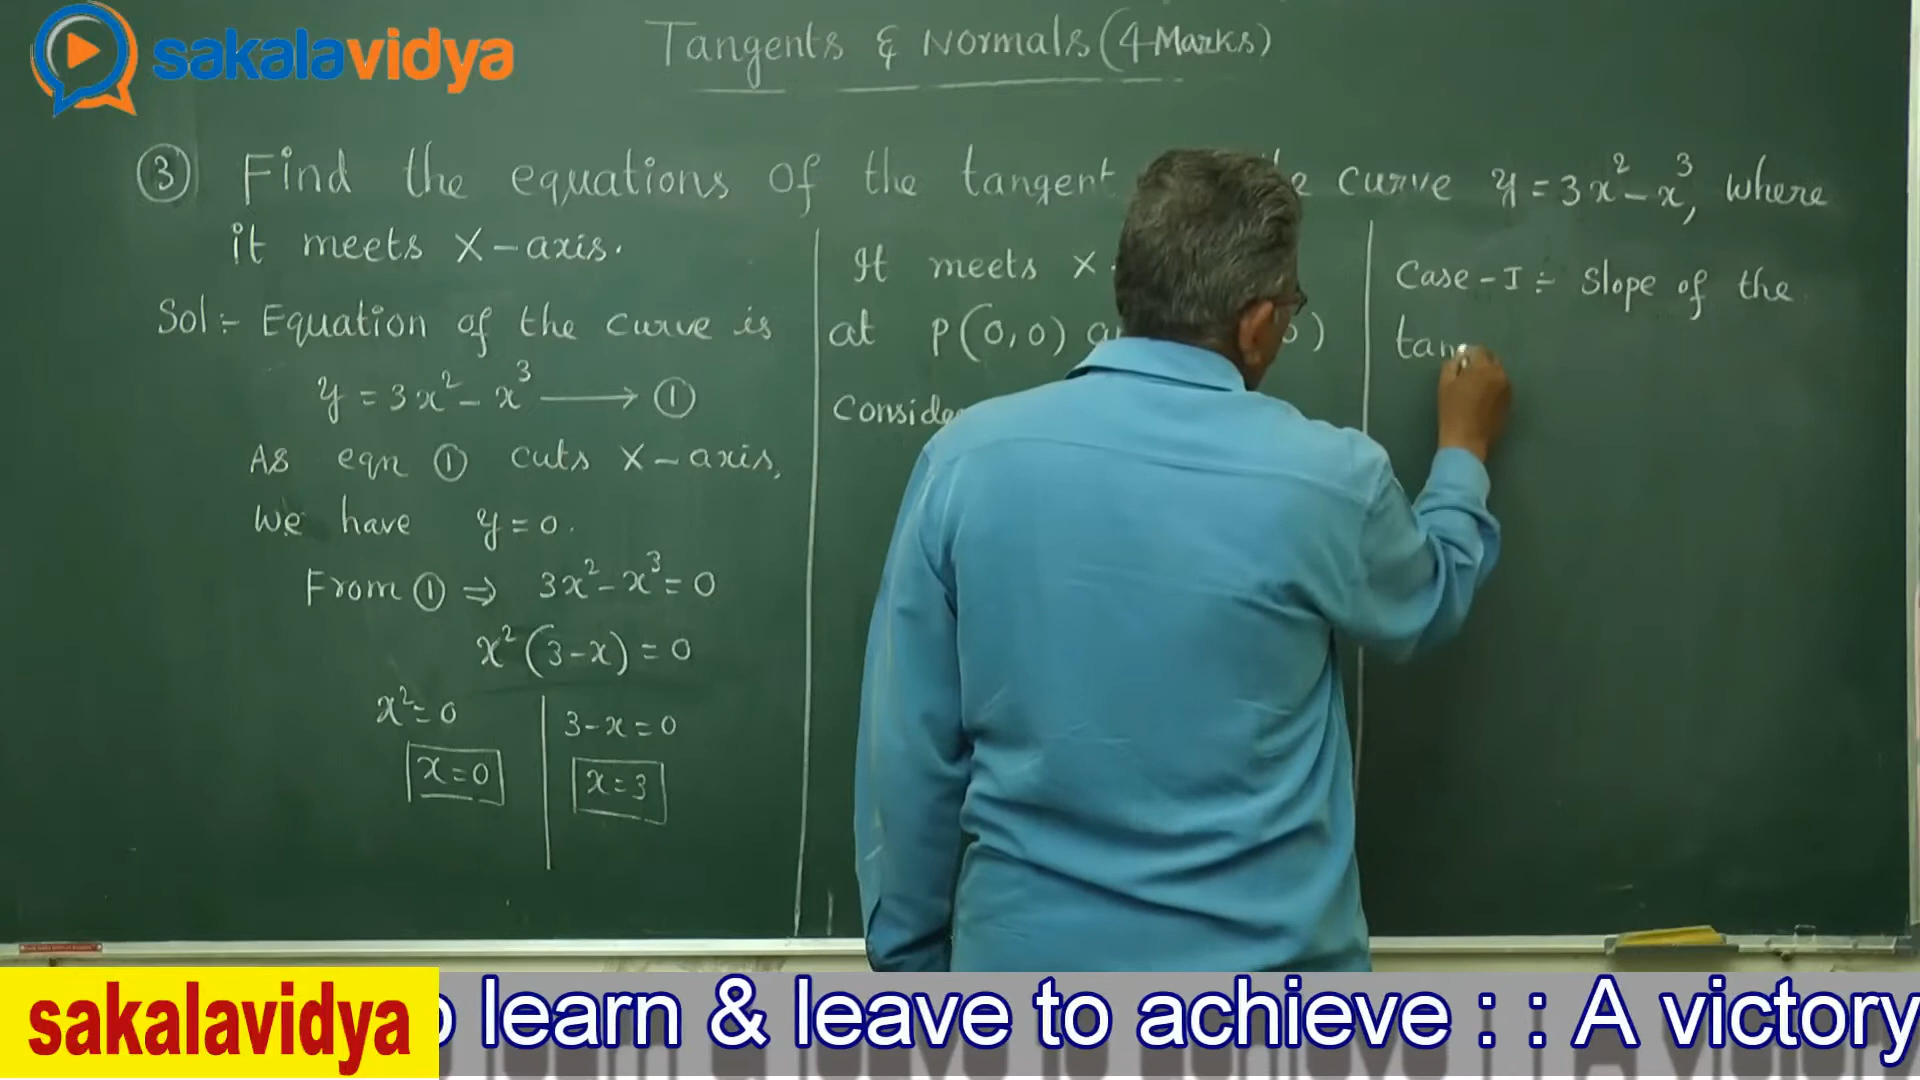 sakalavidya
Tangents & Normals (4 Marks)
③ Find the equations of the tangent curve y = 3x² - x³, where
it meets X-axis.
Sol:- Equation of the curve is
y = 3x² - x³ ⟶ ①
As eqn ① cuts X-axis,
We have y = 0.
From ① ⇒ 3x² - x³ = 0
x² (3-x) = 0
x² = 0
3-x = 0
x = 0
x = 3
It meets X
at P(0,0)
Case-I :- Slope of the
sakalavidya
learn & leave to achieve : : A victory